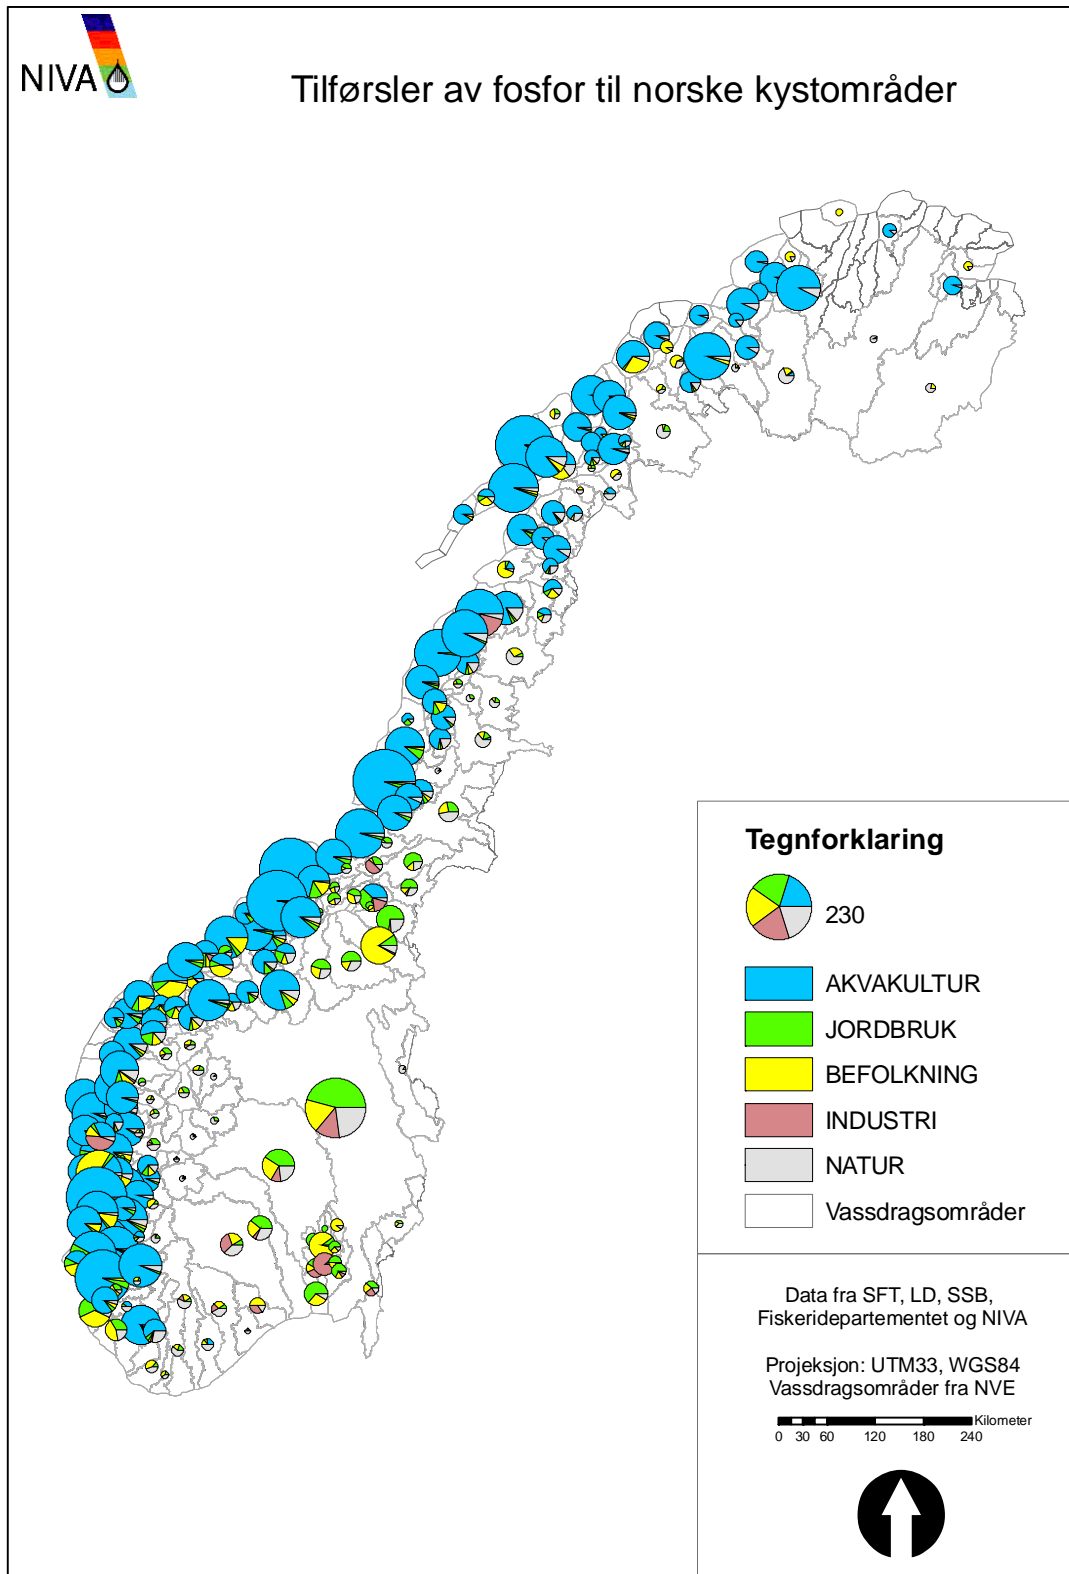 NIVA
Tilførsler av fosfor til norske kystområder
Tegnforklaring
230
AKVAKULTUR
JORDBRUK
BEFOLKNING
INDUSTRI
NATUR
Vassdragsområder
Data fra SFT, LD, SSB,
Fiskeridepartementet og NIVA
Projeksjon: UTM33, WGS84
Vassdragsområder fra NVE
Kilometer
0 30 60 120 180 240